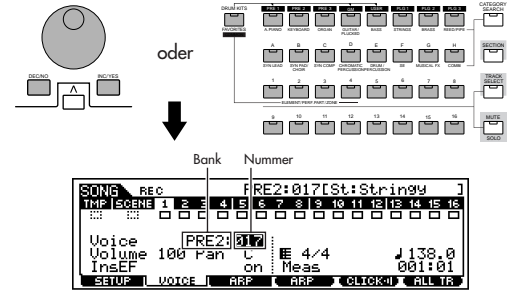 DRUM KITS PRE 1 PRE 2 PRE 3 GM USER PLG 1 PLG 2 PLG 3 CATEGORY SEARCH
FAVORITES A.PIANO KEYBOARD ORGAN GUITAR/PLUCKED BASS STRINGS BRASS REED/PIPE
oder
A B C D E F G H SECTION
SYN LEAD SYN PAD/CHOIR SYN COMP CHROMATIC PERCUSSION DRUM/PERCUSSION SE MUSICAL FX COMBI
DEC/NO INC/YES
1 2 3 4 5 6 7 8 TRACK SELECT
ELEMENT/PERF. PART/ZONE
9 10 11 12 13 14 15 16 MUTE
SOLO
Bank Nummer
SONG REC PRE2:017[St:Stringy ]
TMP SCENE 1 2 3 4 5 6 7 8 9 10 11 12 13 14 15 16
Voice PRE2:017
Volume 100 Pan C 4/4 138.0
InsEF on Meas 001:01
SETUP VOICE ARP ARP CLICK ALL TR